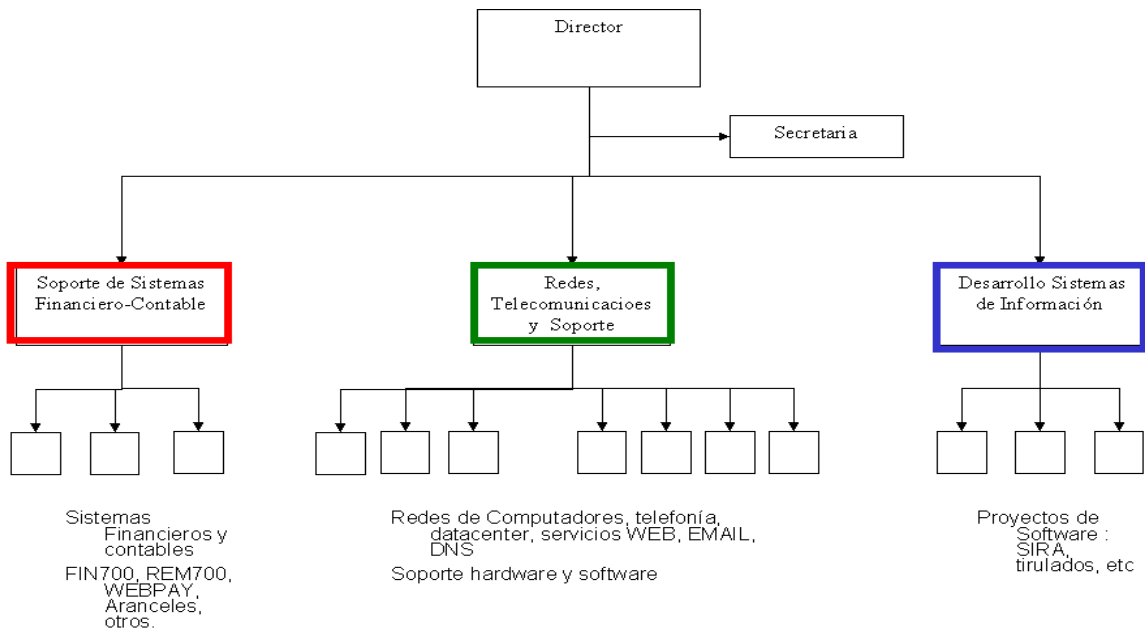 Director
Secretaria
Soporte de Sistemas
Financiero-Contable
Redes,
Telecomunicacioes
y Soporte
Desarrollo Sistemas
de Información
Sistemas
Financieros y
contables
FIN700, REM700,
WEBPAY,
Aranceles,
otros.
Redes de Computadores, telefonía,
datacenter, servicios WEB, EMAIL,
DNS
Soporte hardware y software
Proyectos de
Software :
SIRA,
tirulados, etc